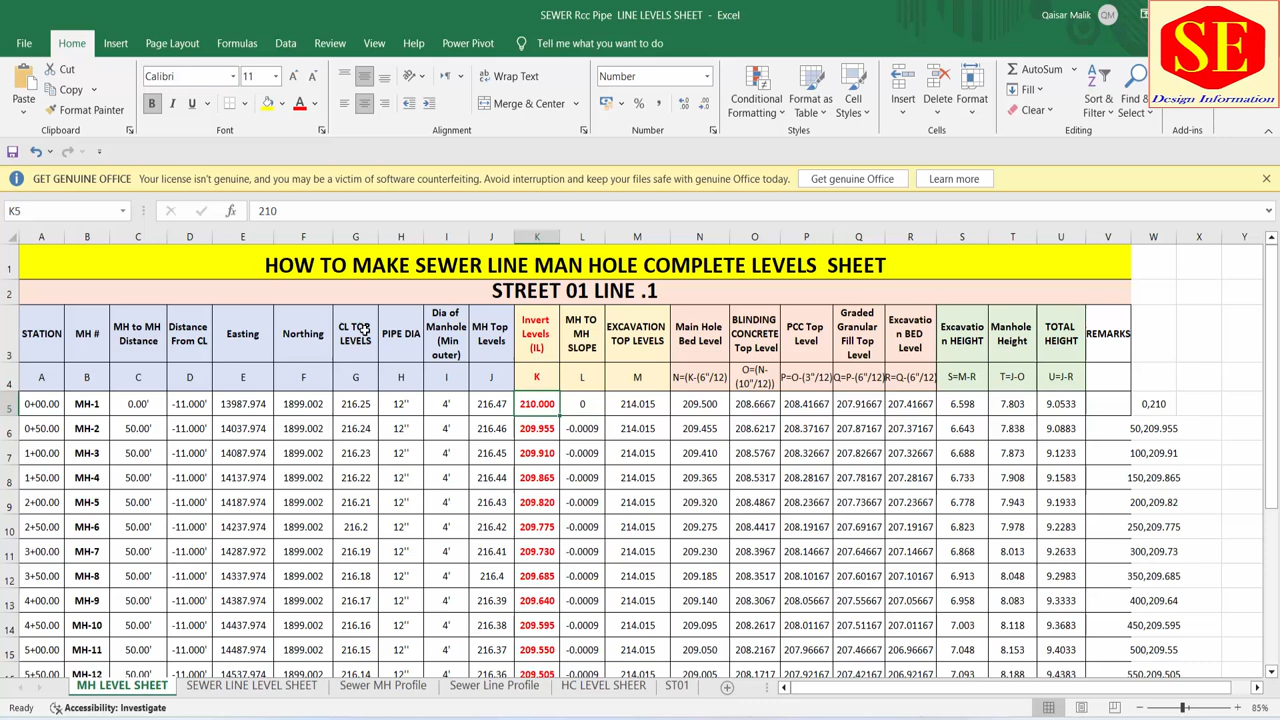 SEWER Rcc Pipe LINE LEVELS SHEET - Excel
Qaisar Malik QM
SE
Design Information
File Home Insert Page Layout Formulas Data Review View Help Power Pivot Tell me what you want to do
Paste Cut Copy Format Painter
Calibri 11
B I U
Wrap Text
Merge & Center
Number
Conditional Formatting Format as Table Cell Styles
Insert Delete Format
AutoSum Fill Clear
Sort & Filter
Clipboard Font Alignment Number Styles Cells Editing Add-ins
GET GENUINE OFFICE Your license isn't genuine, and you may be a victim of software counterfeiting. Avoid interruption and keep your files safe with genuine Office today. Get genuine Office Learn more
K5 fx 210
A B C D E F G H I J K L M N O P Q R S T U V W X Y
1 HOW TO MAKE SEWER LINE MAN HOLE COMPLETE LEVELS SHEET
2 STREET 01 LINE .1
3 STATION MH # MH to MH Distance Distance From CL Easting Northing CL TOP LEVELS PIPE DIA Dia of Manhole (Min outer) MH Top Levels Invert Levels (IL) MH TO MH SLOPE EXCAVATION TOP LEVELS Main Hole Bed Level BLINDING CONCRETE Top Level PCC Top Level Graded Granular Fill Top Level Excavation BED Level Excavation HEIGHT Manhole Height TOTAL HEIGHT REMARKS
4 A B C D E F G H I J K L M N=(K-(6"/12) O=(N-(10"/12)) P=O-(3"/12) Q=P-(6"/12) R=Q-(6"/12) S=M-R T=J-O U=J-R
5 0+00.00 MH-1 0.00' -11.000' 13987.974 1899.002 216.25 12'' 4' 216.47 210.000 0 214.015 209.500 208.6667 208.41667 207.91667 207.41667 6.598 7.803 9.0533 0,210
6 0+50.00 MH-2 50.00' -11.000' 14037.974 1899.002 216.24 12'' 4' 216.46 209.955 -0.0009 214.015 209.455 208.6217 208.37167 207.87167 207.37167 6.643 7.838 9.0883 50,209.955
7 1+00.00 MH-3 50.00' -11.000' 14087.974 1899.002 216.23 12'' 4' 216.45 209.910 -0.0009 214.015 209.410 208.5767 208.32667 207.82667 207.32667 6.688 7.873 9.1233 100,209.91
8 1+50.00 MH-4 50.00' -11.000' 14137.974 1899.002 216.22 12'' 4' 216.44 209.865 -0.0009 214.015 209.365 208.5317 208.28167 207.78167 207.28167 6.733 7.908 9.1583 150,209.865
9 2+00.00 MH-5 50.00' -11.000' 14187.974 1899.002 216.21 12'' 4' 216.43 209.820 -0.0009 214.015 209.320 208.4867 208.23667 207.73667 207.23667 6.778 7.943 9.1933 200,209.82
10 2+50.00 MH-6 50.00' -11.000' 14237.974 1899.002 216.2 12'' 4' 216.42 209.775 -0.0009 214.015 209.275 208.4417 208.19167 207.69167 207.19167 6.823 7.978 9.2283 250,209.775
11 3+00.00 MH-7 50.00' -11.000' 14287.972 1899.002 216.19 12'' 4' 216.41 209.730 -0.0009 214.015 209.230 208.3967 208.14667 207.64667 207.14667 6.868 8.013 9.2633 300,209.73
12 3+50.00 MH-8 50.00' -11.000' 14337.974 1899.002 216.18 12'' 4' 216.4 209.685 -0.0009 214.015 209.185 208.3517 208.10167 207.60167 207.10167 6.913 8.048 9.2983 350,209.685
13 4+00.00 MH-9 50.00' -11.000' 14387.974 1899.002 216.17 12'' 4' 216.39 209.640 -0.0009 214.015 209.140 208.3067 208.05667 207.55667 207.05667 6.958 8.083 9.3333 400,209.64
14 4+50.00 MH-10 50.00' -11.000' 14437.974 1899.002 216.16 12'' 4' 216.38 209.595 -0.0009 214.015 209.095 208.2617 208.01167 207.51167 207.01167 7.003 8.118 9.3683 450,209.595
15 5+00.00 MH-11 50.00' -11.000' 14487.974 1899.002 216.15 12'' 4' 216.37 209.550 -0.0009 214.015 209.050 208.2167 207.96667 207.46667 206.96667 7.048 8.153 9.4033 500,209.55
5+50.00 MH-12 50.00' -11.000' 14537.974 1899.002 216.14 12'' 4' 216.36 209.505 -0.0009 214.015 209.005 208.1717 207.92167 207.42167 206.92167 7.093 8.188 9.4383 550,209.505
MH LEVEL SHEET SEWER LINE LEVEL SHEET Sewer MH Profile Sewer Line Profile HC LEVEL SHEER ST01
Ready Accessibility: Investigate 85%